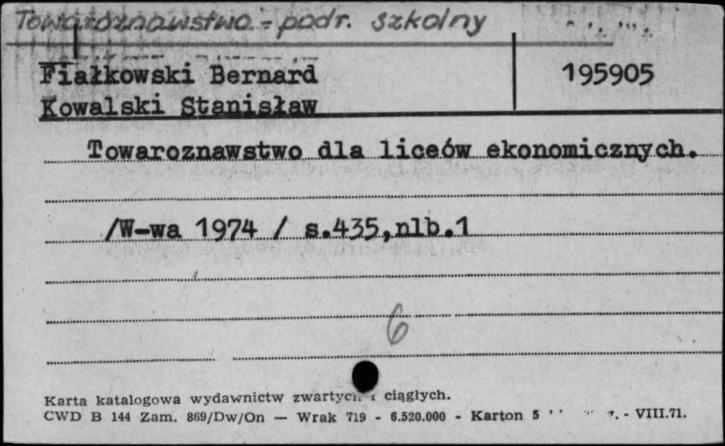 Towaroznawstwo - podr. szkolny
Fiałkowski Bernard 195905
Kowalski Stanisław
Towaroznawstwo dla liceów ekonomicznych.
/W-wa 1974 / s.435,nlb.1
6
Karta katalogowa wydawnictw zwartych i ciągłych.
CWD B 144 Zam. 869/Dw/On — Wrak 719 - 6.520.000 - Karton 5 - VIII.71.